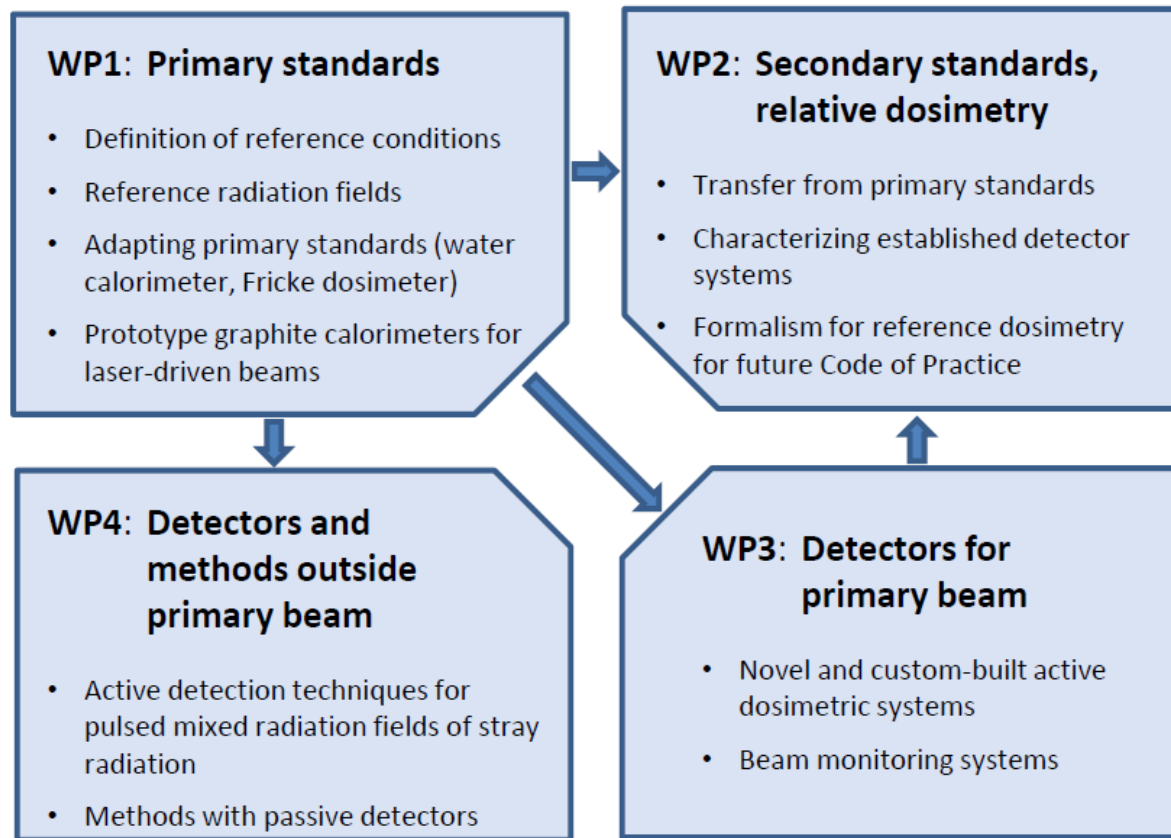 WP1: Primary standards
• Definition of reference conditions
• Reference radiation fields
• Adapting primary standards (water
calorimeter, Fricke dosimeter)
• Prototype graphite calorimeters for
laser-driven beams
WP2: Secondary standards,
relative dosimetry
• Transfer from primary standards
• Characterizing established detector
systems
• Formalism for reference dosimetry
for future Code of Practice
WP4: Detectors and
methods outside
primary beam
• Active detection techniques for
pulsed mixed radiation fields of stray
radiation
• Methods with passive detectors
WP3: Detectors for
primary beam
• Novel and custom-built active
dosimetric systems
• Beam monitoring systems